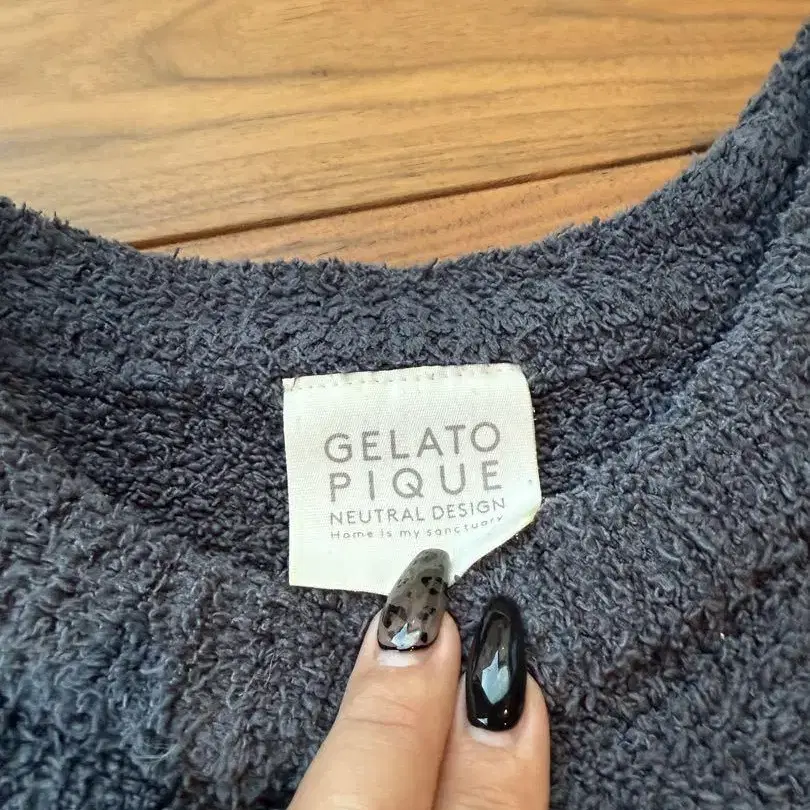 GELATO
PIQUE
NEUTRAL DESIGN
Home is my sanctuary